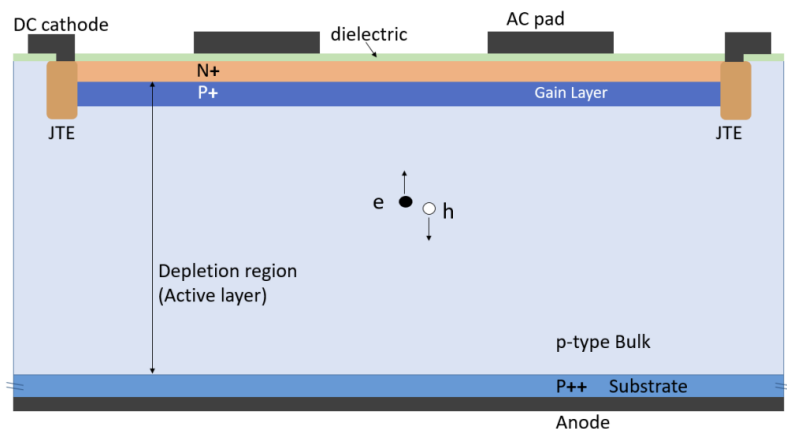 DC cathode
AC pad
dielectric
N+
P+
Gain Layer
JTE
JTE
e
h
Depletion region
(Active layer)
p-type Bulk
P++ Substrate
Anode